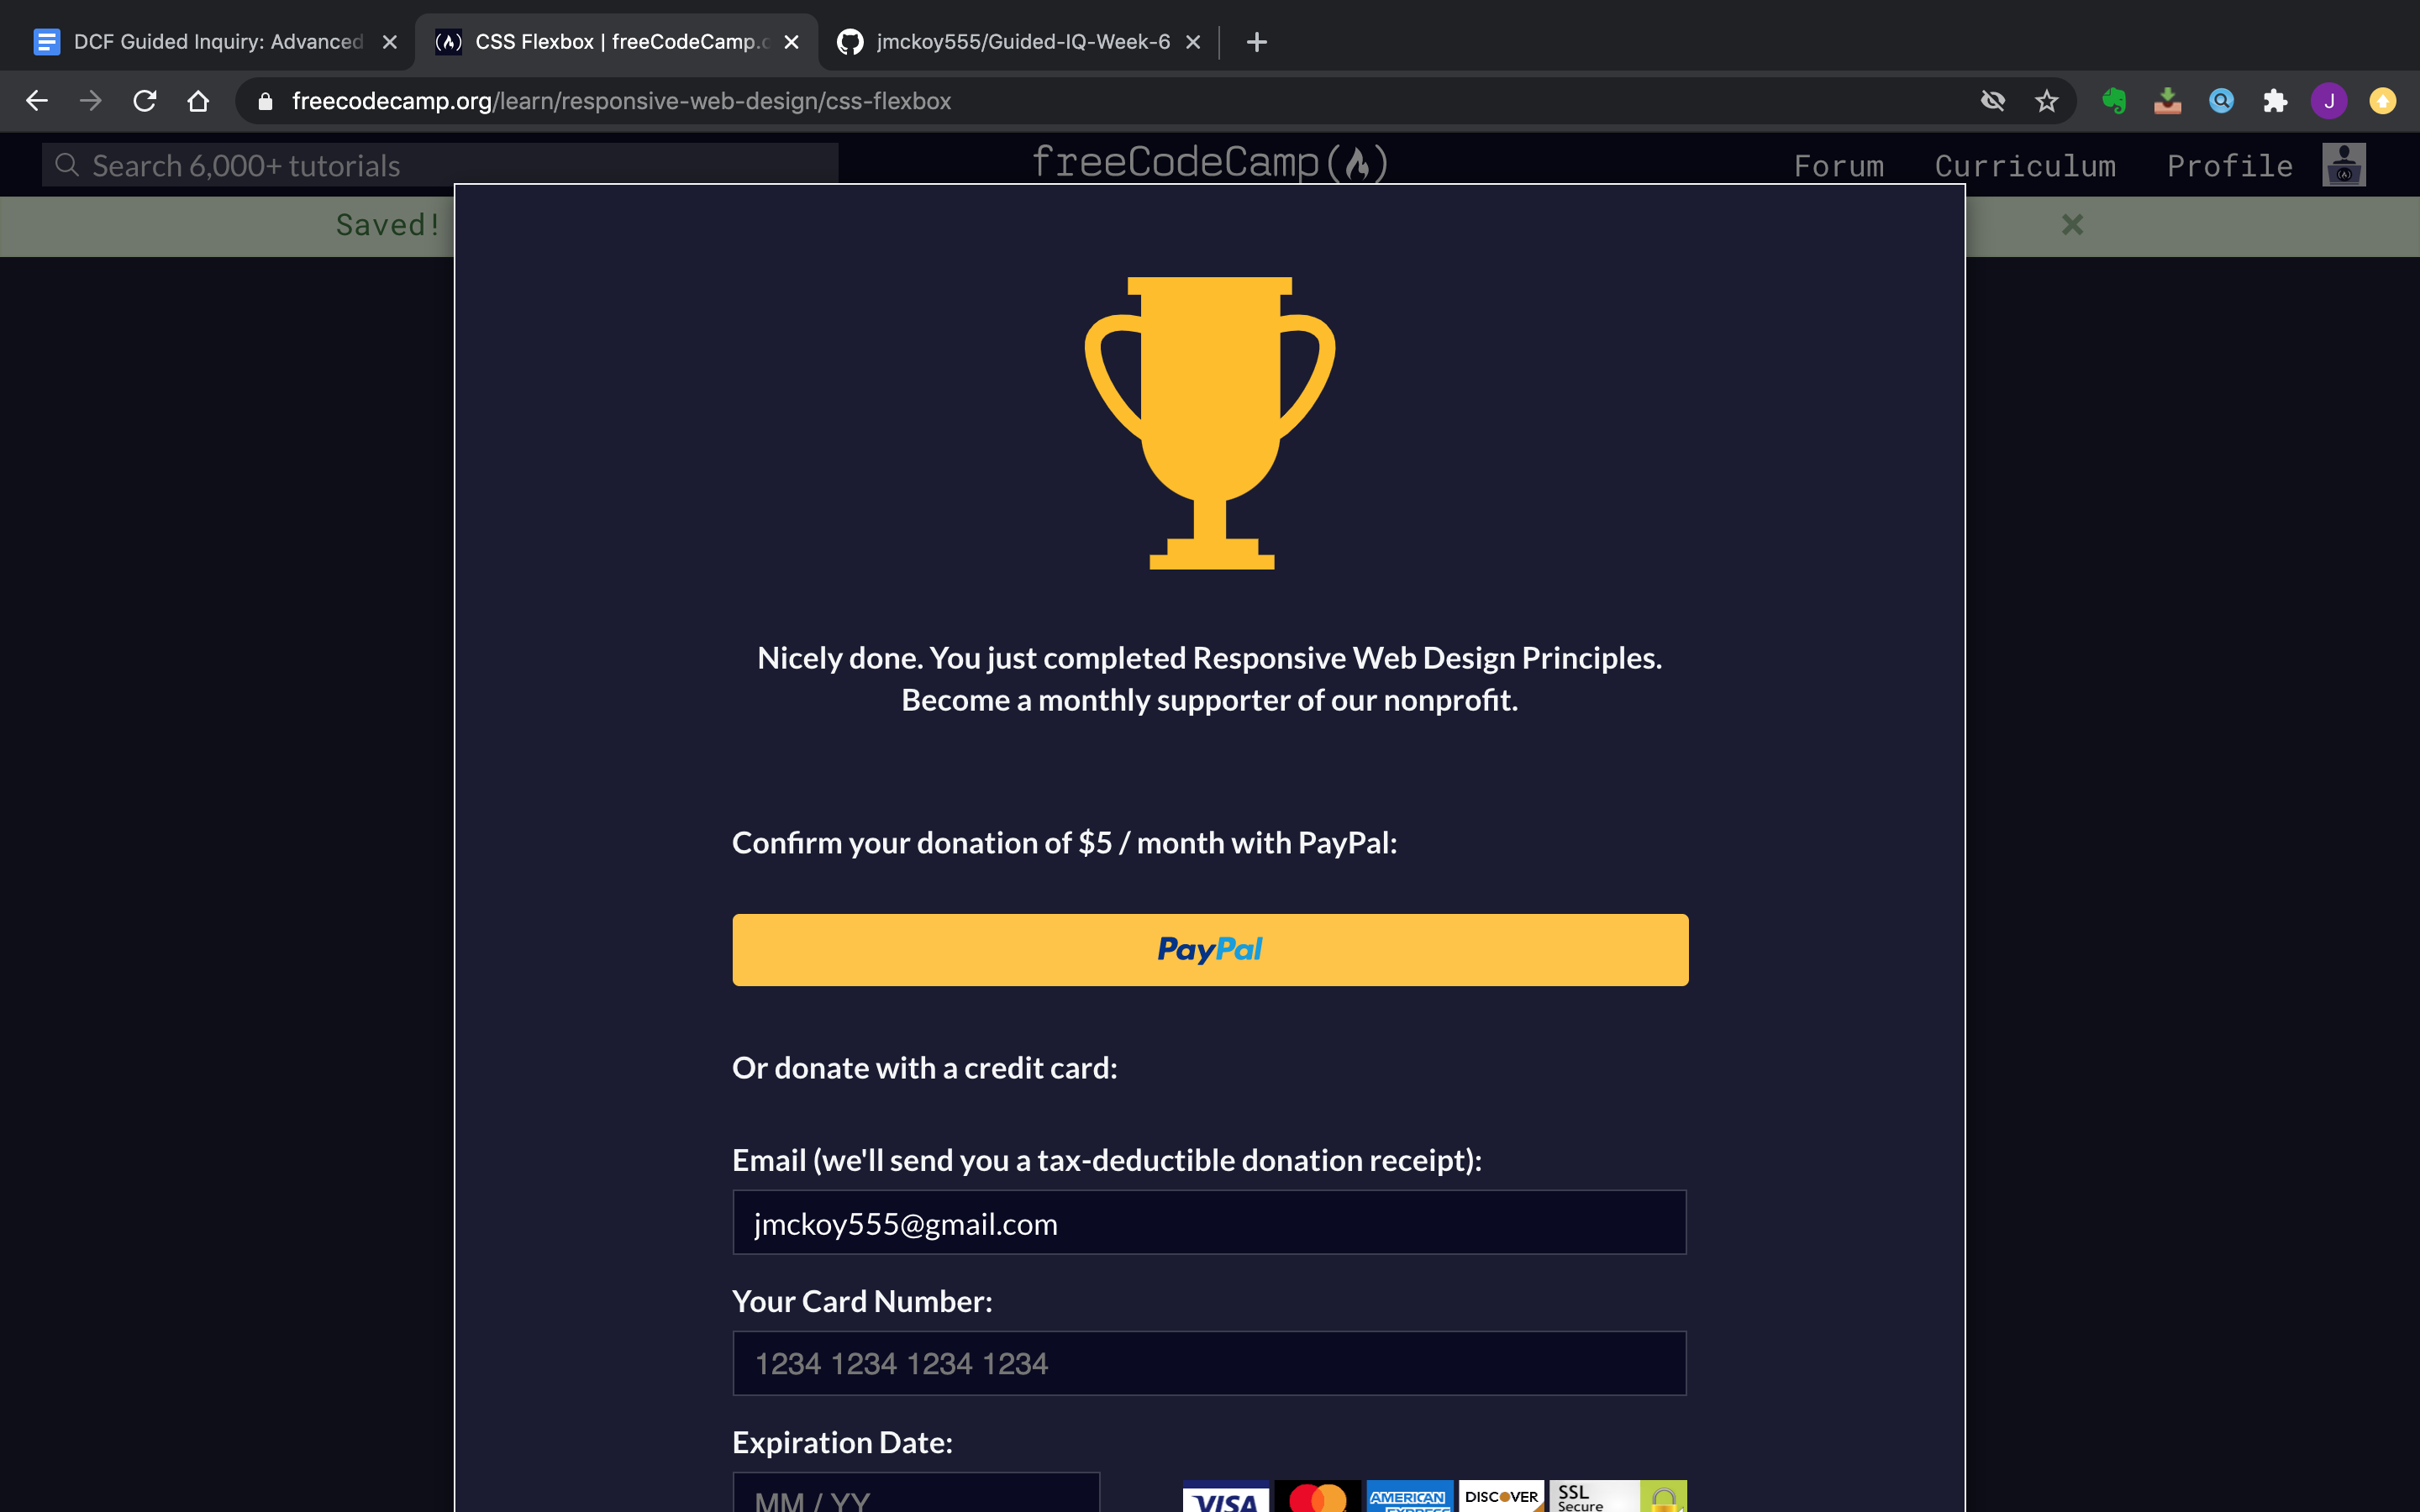 DCF Guided Inquiry: Advanced
CSS Flexbox | freeCodeCamp.
jmckoy555/Guided-IQ-Week-6
freecodecamp.org/learn/responsive-web-design/css-flexbox
J
Search 6,000+ tutorials
freeCodeCamp
Forum
Curriculum
Profile
Saved!
Nicely done. You just completed Responsive Web Design Principles.
Become a monthly supporter of our nonprofit.
Confirm your donation of $5 / month with PayPal:
PayPal
Or donate with a credit card:
Email (we'll send you a tax-deductible donation receipt):
jmckoy555@gmail.com
Your Card Number:
1234 1234 1234 1234
Expiration Date:
MM / YY
VISA
AMERICAN EXPRESS
DISCOVER
SSL
Secure